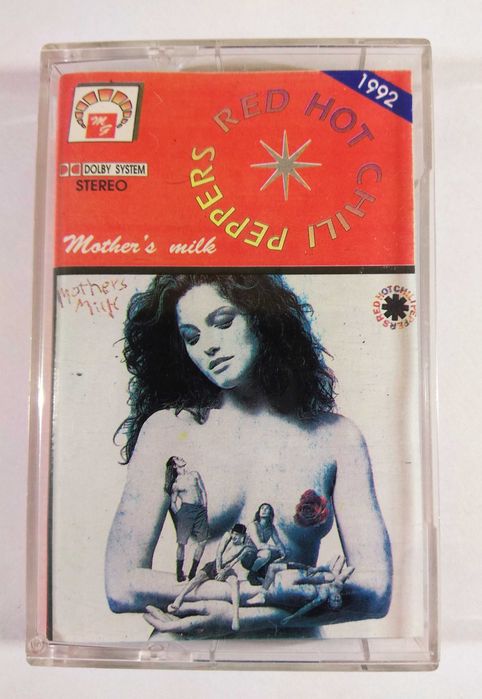 1992
M
G
RED HOT CHILI PEPPERS
DOLBY SYSTEM
STEREO
Mother's milk
Mothers
Milk
RED HOT CHILI PEPPERS